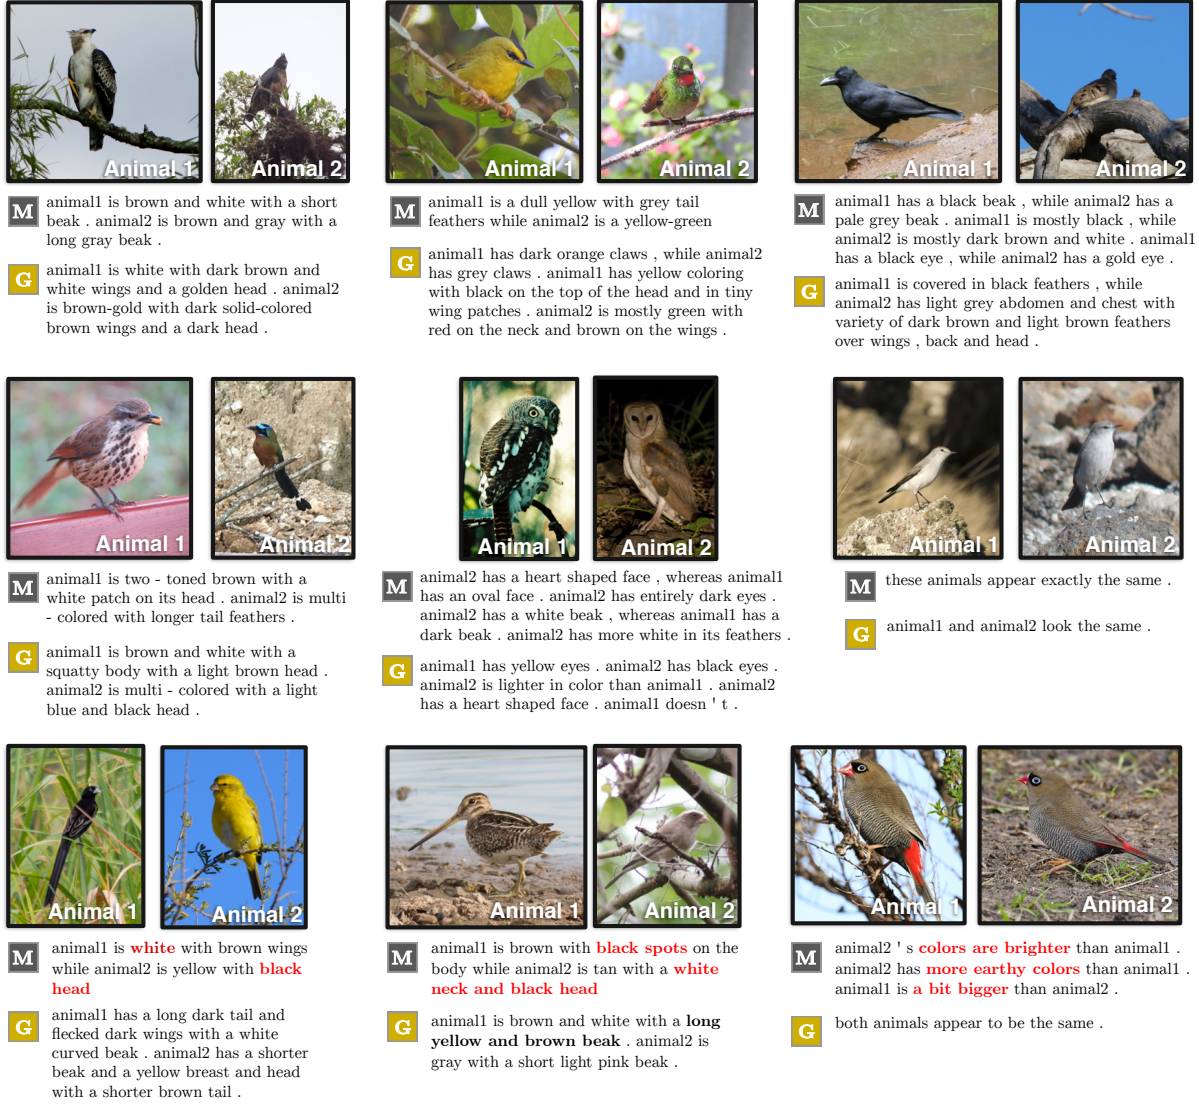 Animal 1
Animal 2
M
animal1 is brown and white with a short
beak . animal2 is brown and gray with a
long gray beak .
G
animal1 is white with dark brown and
white wings and a golden head . animal2
is brown-gold with dark solid-colored
brown wings and a dark head .
Animal 1
Animal 2
M
animal1 is a dull yellow with grey tail
feathers while animal2 is a yellow-green
G
animal1 has dark orange claws , while animal2
has grey claws . animal1 has yellow coloring
with black on the top of the head and in tiny
wing patches . animal2 is mostly green with
red on the neck and brown on the wings .
Animal 1
Animal 2
M
animal1 has a black beak , while animal2 has a
pale grey beak . animal1 is mostly black , while
animal2 is mostly dark brown and white . animal1
has a black eye , while animal2 has a gold eye .
G
animal1 is covered in black feathers , while
animal2 has light grey abdomen and chest with
variety of dark brown and light brown feathers
over wings , back and head .
Animal 1
Animal 2
M
animal1 is two - toned brown with a
white patch on its head . animal2 is multi
- colored with longer tail feathers .
G
animal1 is brown and white with a
squatty body with a light brown head .
animal2 is multi - colored with a light
blue and black head .
Animal 1
Animal 2
M
animal2 has a heart shaped face , whereas animal1
has an oval face . animal2 has entirely dark eyes .
animal2 has a white beak , whereas animal1 has a
dark beak . animal2 has more white in its feathers .
G
animal1 has yellow eyes . animal2 has black eyes .
animal2 is lighter in color than animal1 . animal2
has a heart shaped face . animal1 doesn ' t .
Animal 1
Animal 2
M
these animals appear exactly the same .
G
animal1 and animal2 look the same .
Animal 1
Animal 2
M
animal1 is white with brown wings
while animal2 is yellow with black
head
G
animal1 has a long dark tail and
flecked dark wings with a white
curved beak . animal2 has a shorter
beak and a yellow breast and head
with a shorter brown tail .
Animal 1
Animal 2
M
animal1 is brown with black spots on the
body while animal2 is tan with a white
neck and black head
G
animal1 is brown and white with a long
yellow and brown beak . animal2 is
gray with a short light pink beak .
Animal 1
Animal 2
M
animal2 ' s colors are brighter than animal1 .
animal2 has more earthy colors than animal1 .
animal1 is a bit bigger than animal2 .
G
both animals appear to be the same .